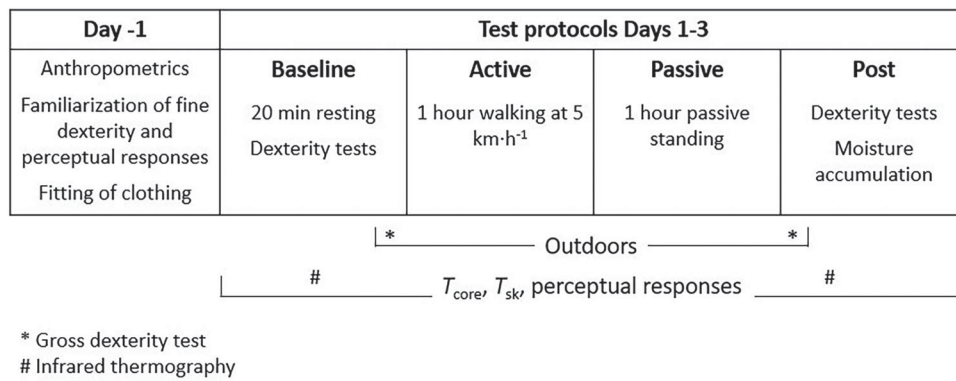 Day -1
Test protocols Days 1-3
Anthropometrics
Familiarization of fine
dexterity and
perceptual responses
Fitting of clothing
Baseline
20 min resting
Dexterity tests
Active
1 hour walking at 5
km·h⁻¹
Passive
1 hour passive
standing
Post
Dexterity tests
Moisture
accumulation
* Outdoors *
# #
Tcore, Tsk, perceptual responses
* Gross dexterity test
# Infrared thermography